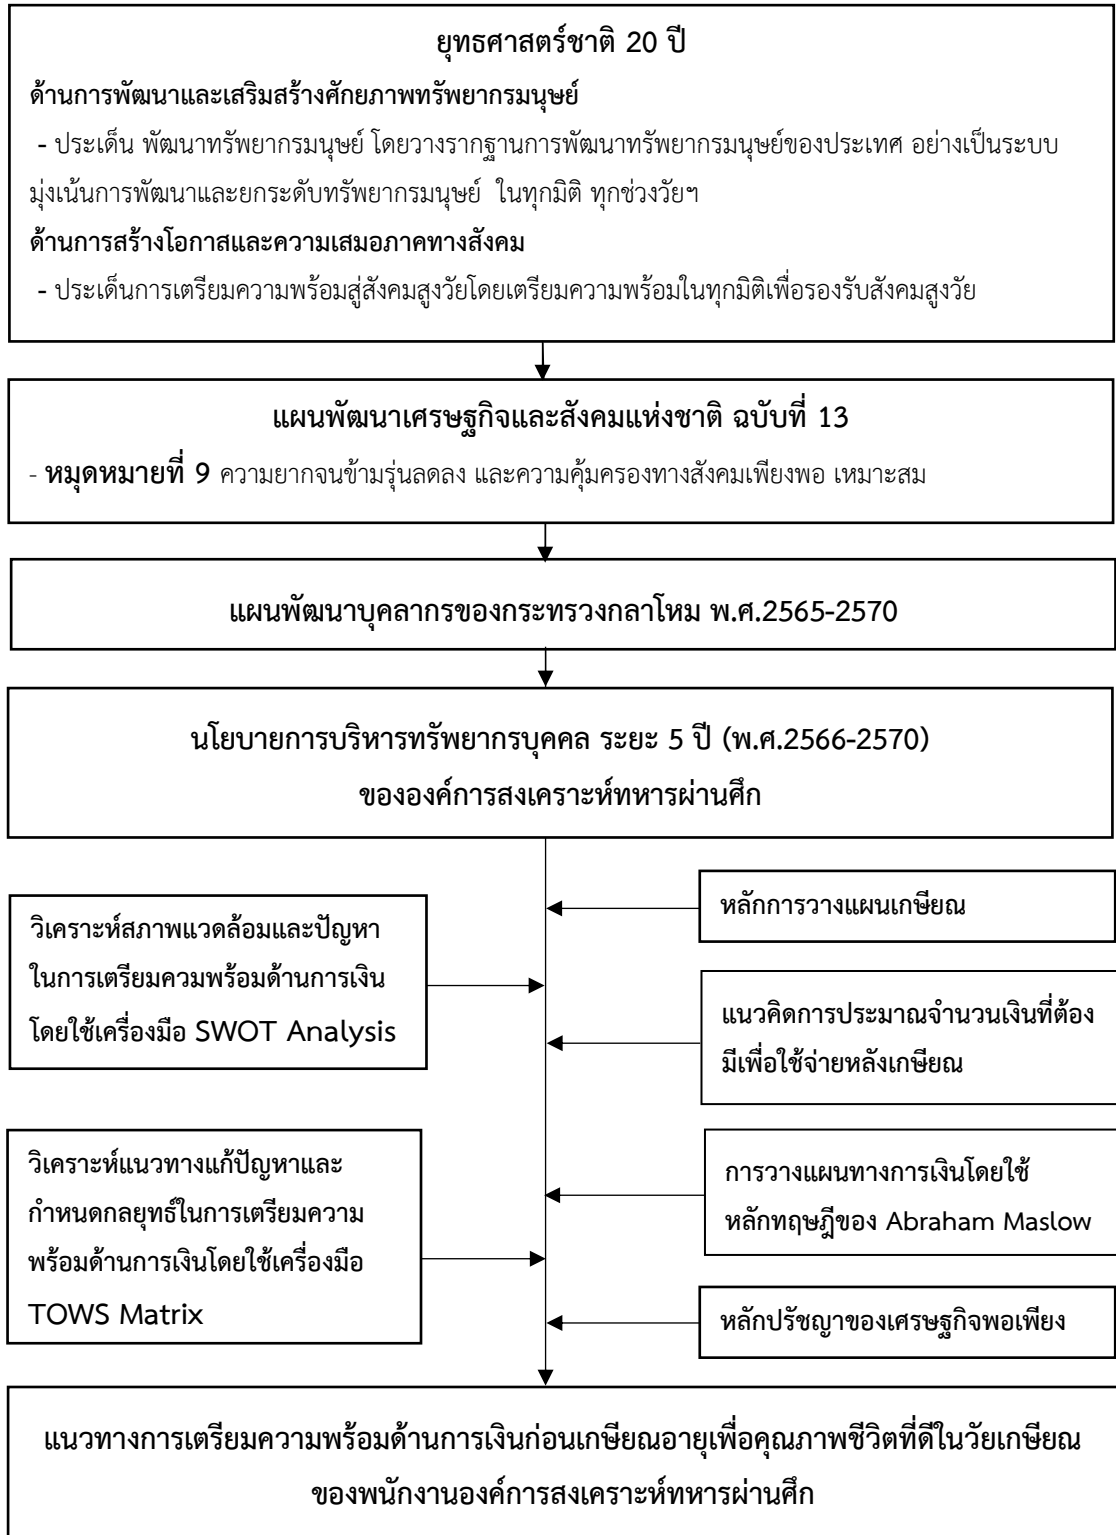 ยุทธศาสตร์ชาติ 20 ปี
ด้านการพัฒนาและเสริมสร้างศักยภาพทรัพยากรมนุษย์
- ประเด็น พัฒนาทรัพยากรมนุษย์ โดยวางรากฐานการพัฒนาทรัพยากรมนุษย์ของประเทศ อย่างเป็นระบบ
มุ่งเน้นการพัฒนาและยกระดับทรัพยากรมนุษย์ ในทุกมิติ ทุกช่วงวัยฯ
ด้านการสร้างโอกาสและความเสมอภาคทางสังคม
- ประเด็นการเตรียมความพร้อมสู่สังคมสูงวัยโดยเตรียมความพร้อมในทุกมิติเพื่อรองรับสังคมสูงวัย
แผนพัฒนาเศรษฐกิจและสังคมแห่งชาติ ฉบับที่ 13
- หมุดหมายที่ 9 ความยากจนข้ามรุ่นลดลง และความคุ้มครองทางสังคมเพียงพอ เหมาะสม
แผนพัฒนาบุคลากรของกระทรวงกลาโหม พ.ศ.2565-2570
นโยบายการบริหารทรัพยากรบุคคล ระยะ 5 ปี (พ.ศ.2566-2570)
ขององค์การสงเคราะห์ทหารผ่านศึก
วิเคราะห์สภาพแวดล้อมและปัญหา
ในการเตรียมควมพร้อมด้านการเงิน
โดยใช้เครื่องมือ SWOT Analysis
หลักการวางแผนเกษียณ
แนวคิดการประมาณจำนวนเงินที่ต้อง
มีเพื่อใช้จ่ายหลังเกษียณ
วิเคราะห์แนวทางแก้ปัญหาและ
กำหนดกลยุทธ์ในการเตรียมความ
พร้อมด้านการเงินโดยใช้เครื่องมือ
TOWS Matrix
การวางแผนทางการเงินโดยใช้
หลักทฤษฎีของ Abraham Maslow
หลักปรัชญาของเศรษฐกิจพอเพียง
แนวทางการเตรียมความพร้อมด้านการเงินก่อนเกษียณอายุเพื่อคุณภาพชีวิตที่ดีในวัยเกษียณ
ของพนักงานองค์การสงเคราะห์ทหารผ่านศึก